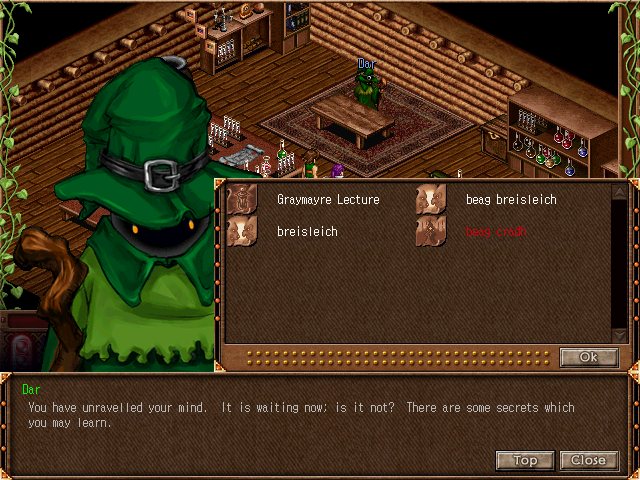 Dar
Graymayre Lecture
beag breisleich
breisleich
Ok
Dar
You have unravelled your mind. It is waiting now; is it not? There are some secrets which
you may learn.
Top
Close